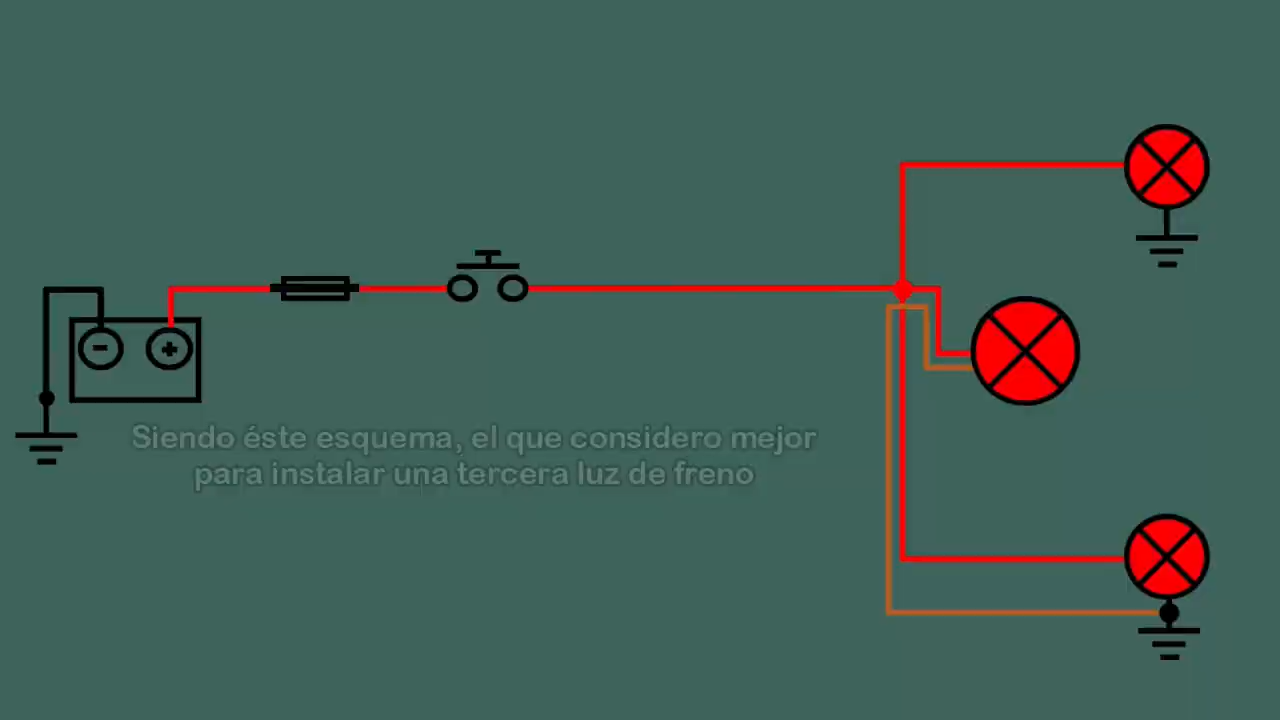 Siendo éste esquema, el que considero mejor
para instalar una tercera luz de freno